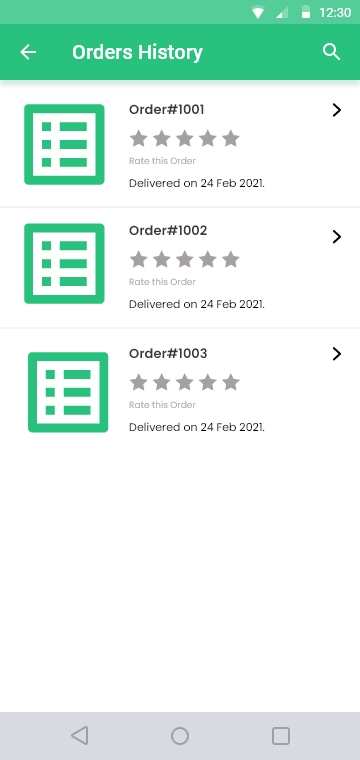 12:30
Orders History
Order#1001
Rate this Order
Delivered on 24 Feb 2021.
Order#1002
Rate this Order
Delivered on 24 Feb 2021.
Order#1003
Rate this Order
Delivered on 24 Feb 2021.